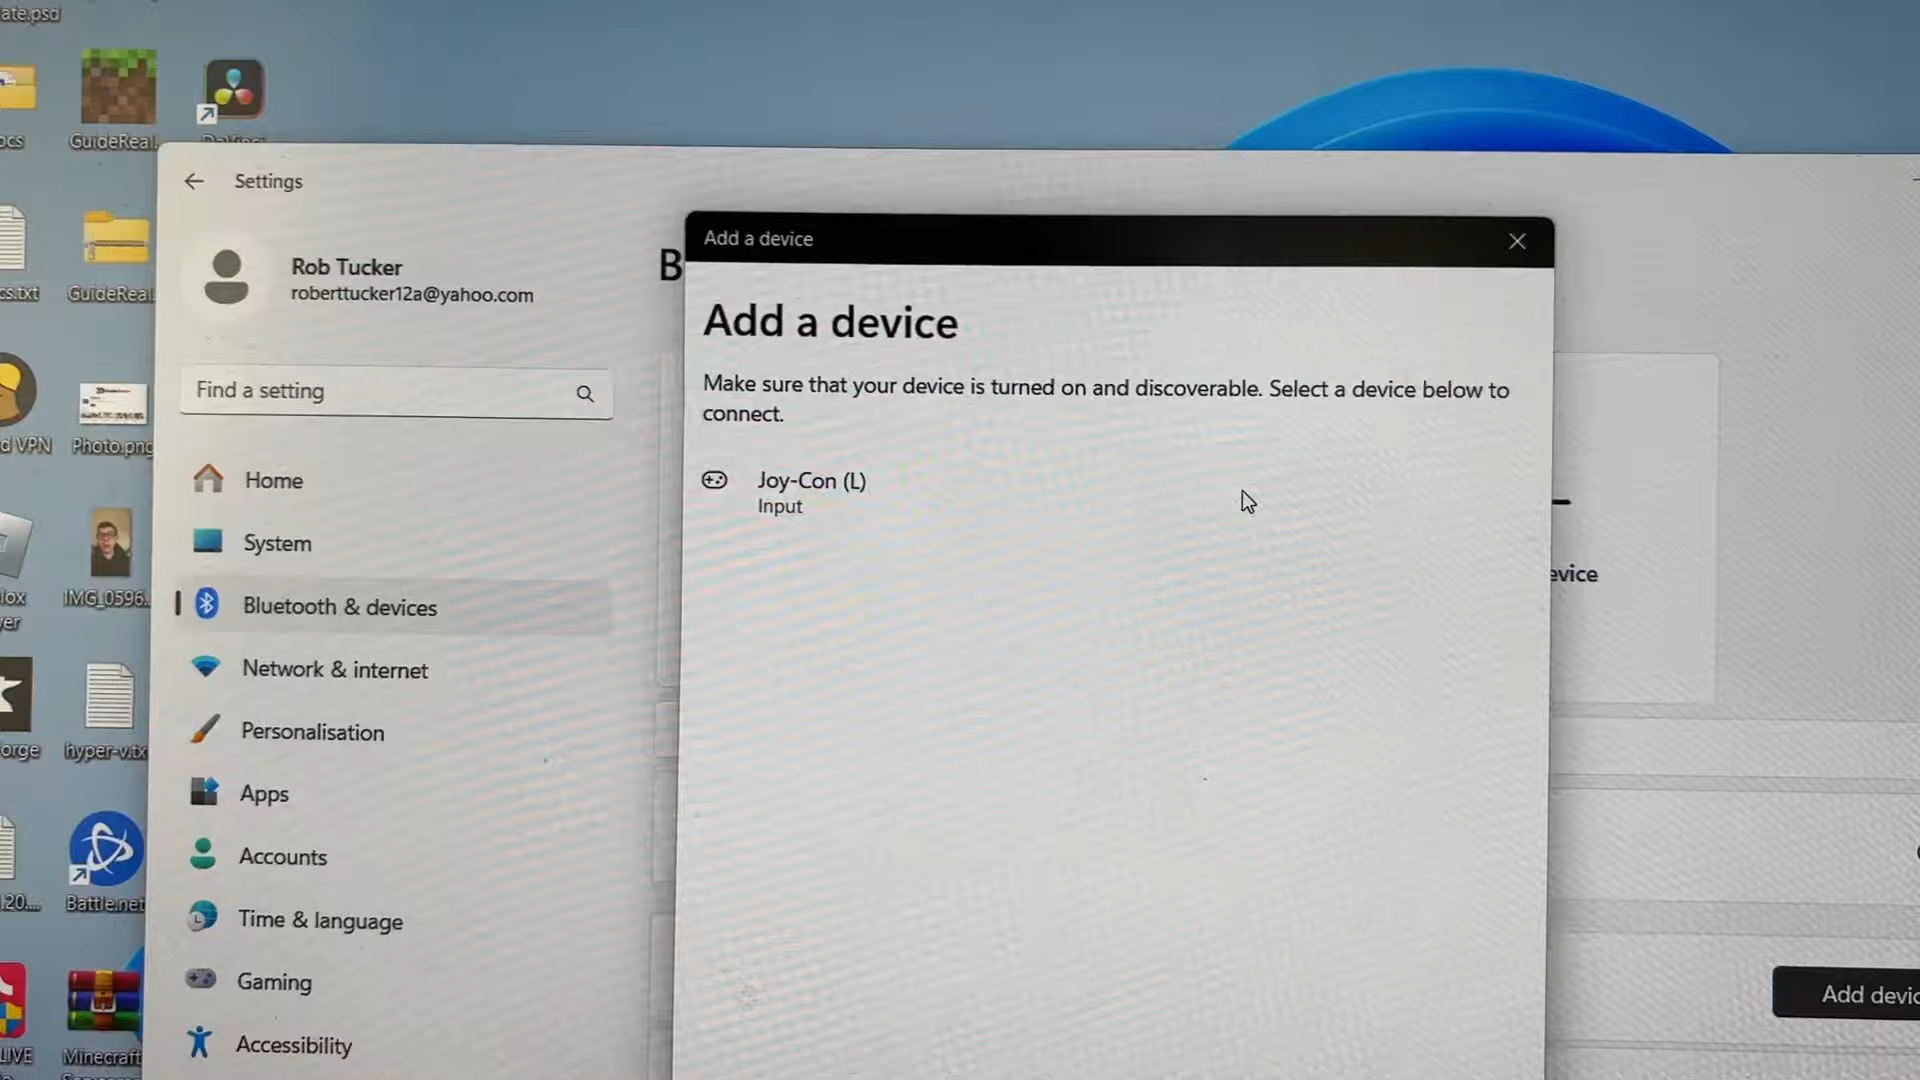 ate.psd
ocs
GuideReal
Settings
Add a device
Rob Tucker
roberttucker12a@yahoo.com
B
cs.txt
GuideReal
Add a device
Find a setting
Make sure that your device is turned on and discoverable. Select a device below to
connect.
d VPN
Photo.png
Home
Joy-Con (L)
Input
System
evice
lox
er
IMG_0596...
Bluetooth & devices
Network & internet
Personalisation
orge
hyper-v.tx
Apps
Accounts
.20....
Battle.net
Time & language
Gaming
Add devic
Accessibility
LIVE
Minecraft